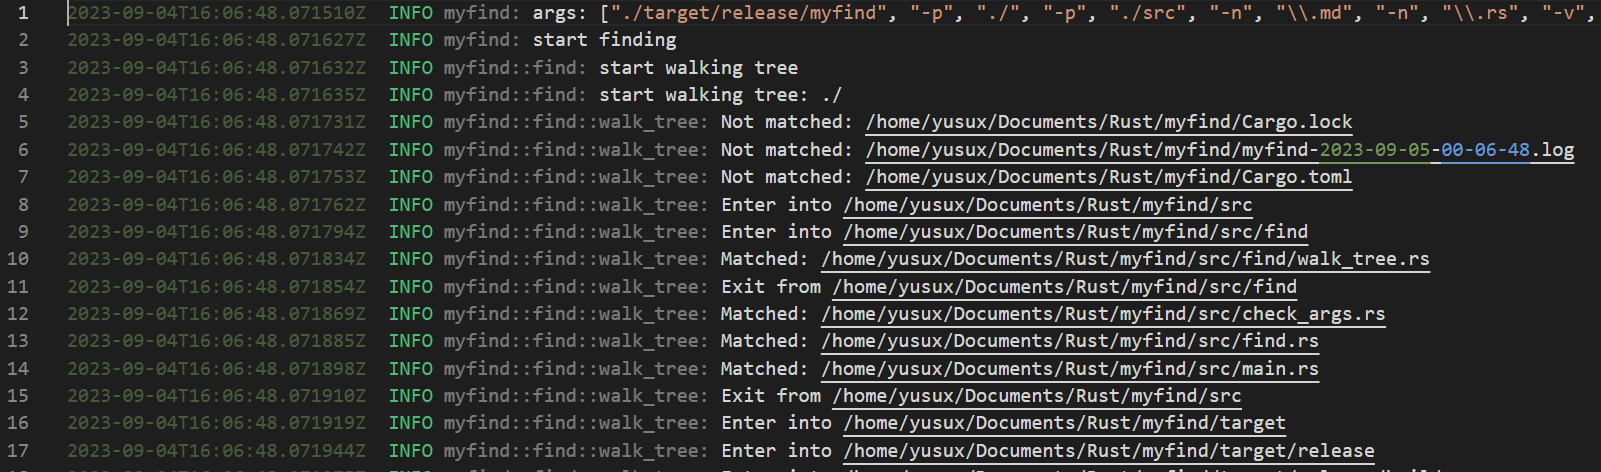 1 2023-09-04T16:06:48.071510Z INFO myfind: args: ["./target/release/myfind", "-p", "./", "-p", "./src", "-n", "\\.md", "-n", "\\.rs", "-v",
2 2023-09-04T16:06:48.071627Z INFO myfind: start finding
3 2023-09-04T16:06:48.071632Z INFO myfind::find: start walking tree
4 2023-09-04T16:06:48.071635Z INFO myfind::find: start walking tree: ./
5 2023-09-04T16:06:48.071731Z INFO myfind::find::walk_tree: Not matched: /home/yusux/Documents/Rust/myfind/Cargo.lock
6 2023-09-04T16:06:48.071742Z INFO myfind::find::walk_tree: Not matched: /home/yusux/Documents/Rust/myfind/myfind-2023-09-05-00-06-48.log
7 2023-09-04T16:06:48.071753Z INFO myfind::find::walk_tree: Not matched: /home/yusux/Documents/Rust/myfind/Cargo.toml
8 2023-09-04T16:06:48.071762Z INFO myfind::find::walk_tree: Enter into /home/yusux/Documents/Rust/myfind/src
9 2023-09-04T16:06:48.071794Z INFO myfind::find::walk_tree: Enter into /home/yusux/Documents/Rust/myfind/src/find
10 2023-09-04T16:06:48.071834Z INFO myfind::find::walk_tree: Matched: /home/yusux/Documents/Rust/myfind/src/find/walk_tree.rs
11 2023-09-04T16:06:48.071854Z INFO myfind::find::walk_tree: Exit from /home/yusux/Documents/Rust/myfind/src/find
12 2023-09-04T16:06:48.071869Z INFO myfind::find::walk_tree: Matched: /home/yusux/Documents/Rust/myfind/src/check_args.rs
13 2023-09-04T16:06:48.071885Z INFO myfind::find::walk_tree: Matched: /home/yusux/Documents/Rust/myfind/src/find.rs
14 2023-09-04T16:06:48.071898Z INFO myfind::find::walk_tree: Matched: /home/yusux/Documents/Rust/myfind/src/main.rs
15 2023-09-04T16:06:48.071910Z INFO myfind::find::walk_tree: Exit from /home/yusux/Documents/Rust/myfind/src
16 2023-09-04T16:06:48.071919Z INFO myfind::find::walk_tree: Enter into /home/yusux/Documents/Rust/myfind/target
17 2023-09-04T16:06:48.071944Z INFO myfind::find::walk_tree: Enter into /home/yusux/Documents/Rust/myfind/target/release